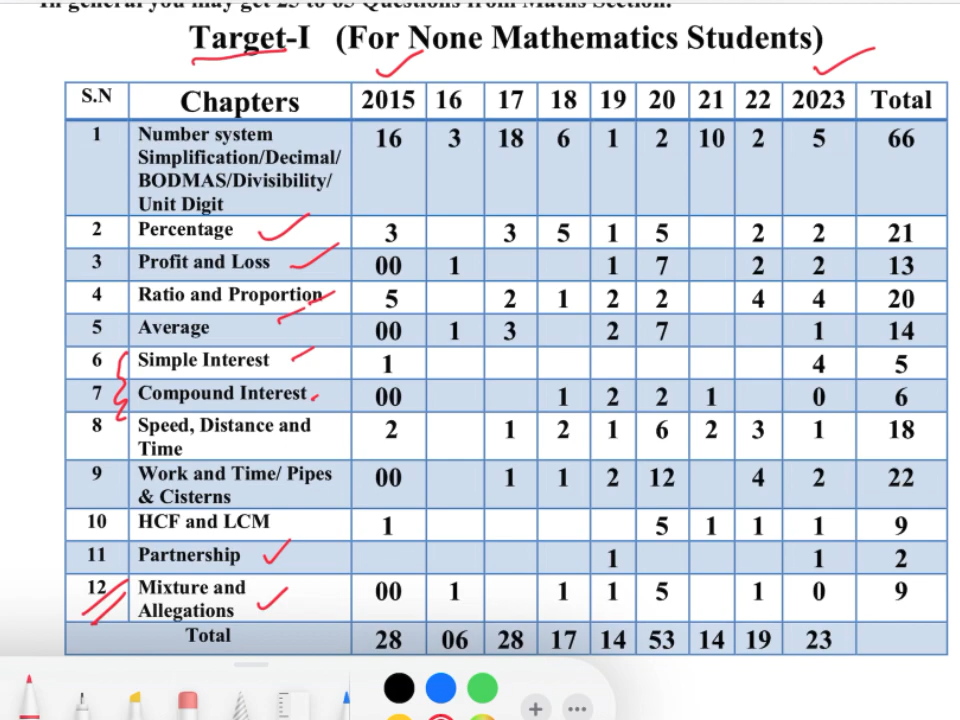 Target-I (For None Mathematics Students)
S.N Chapters 2015 16 17 18 19 20 21 22 2023 Total
1 Number system 16 3 18 6 1 2 10 2 5 66
Simplification/Decimal/
BODMAS/Divisibility/
Unit Digit
2 Percentage 3 3 5 1 5 2 2 21
3 Profit and Loss 00 1 1 7 2 2 13
4 Ratio and Proportion 5 2 1 2 2 4 4 20
5 Average 00 1 3 2 7 1 14
6 Simple Interest 1 4 5
7 Compound Interest 00 1 2 2 1 0 6
8 Speed, Distance and 2 1 2 1 6 2 3 1 18
Time
9 Work and Time/ Pipes 00 1 1 2 12 4 2 22
& Cisterns
10 HCF and LCM 1 5 1 1 1 9
11 Partnership 1 1 2
12 Mixture and 00 1 1 1 5 1 0 9
Allegations
Total 28 06 28 17 14 53 14 19 23